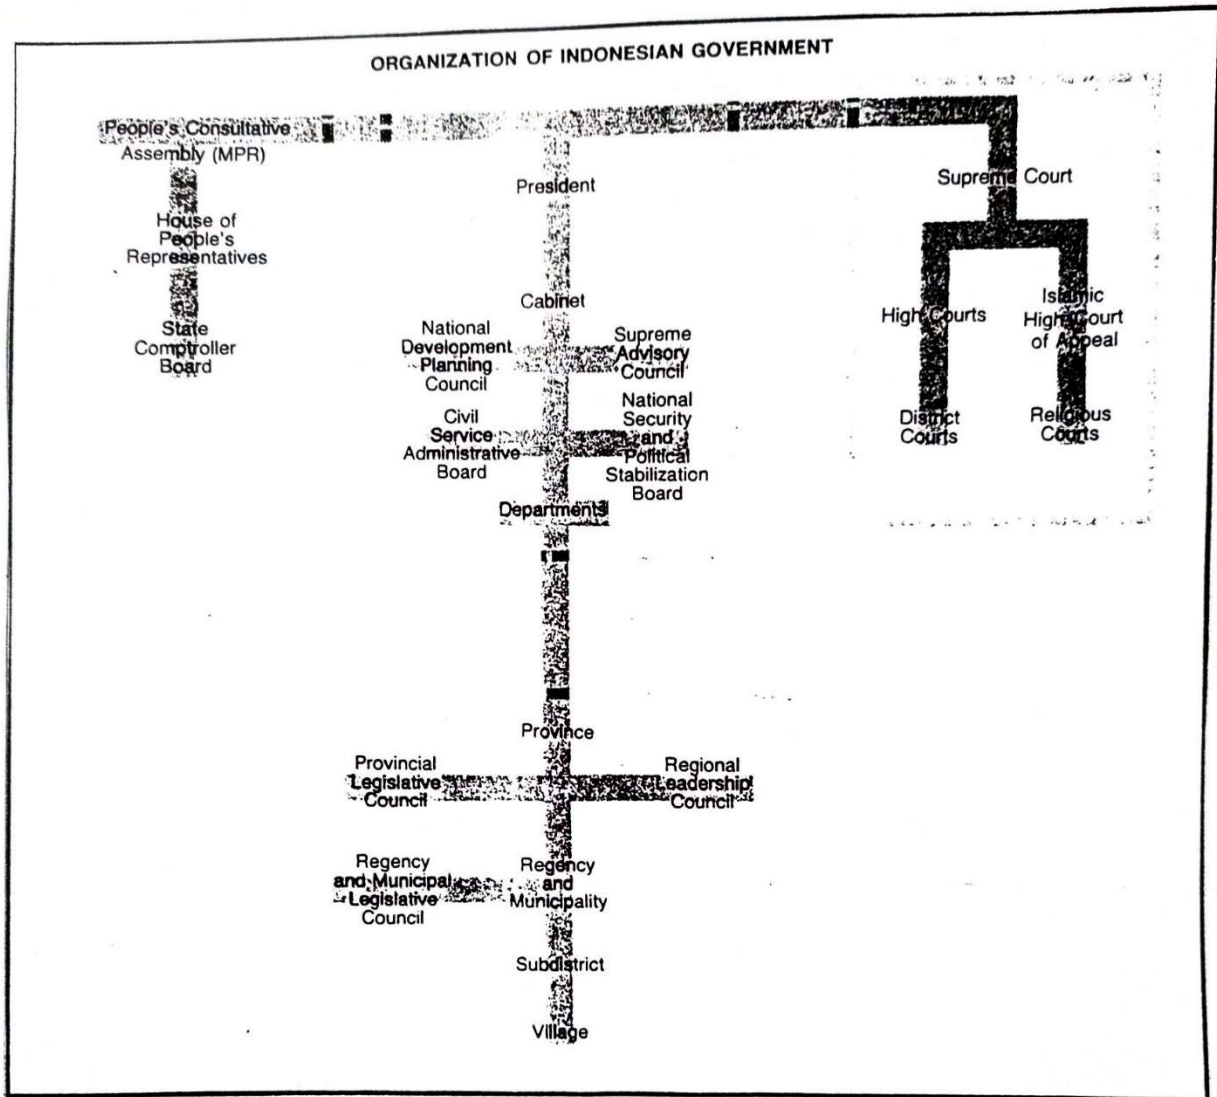 ORGANIZATION OF INDONESIAN GOVERNMENT
People's Consultative
Assembly (MPR)
House of
People's
Representatives
State
Comptroller
Board
President
Cabinet
National
Development
Planning
Council
Supreme
Advisory
Council
Civil
Service
Administrative
Board
National
Security
and
Political
Stabilization
Board
Departments
Province
Provincial
Legislative
Council
Regional
Leadership
Council
Regency
and Municipal
Legislative
Council
Regency
and
Municipality
Subdistrict
Village
Supreme Court
High Courts
Islamic
High Court
of Appeal
District
Courts
Religious
Courts